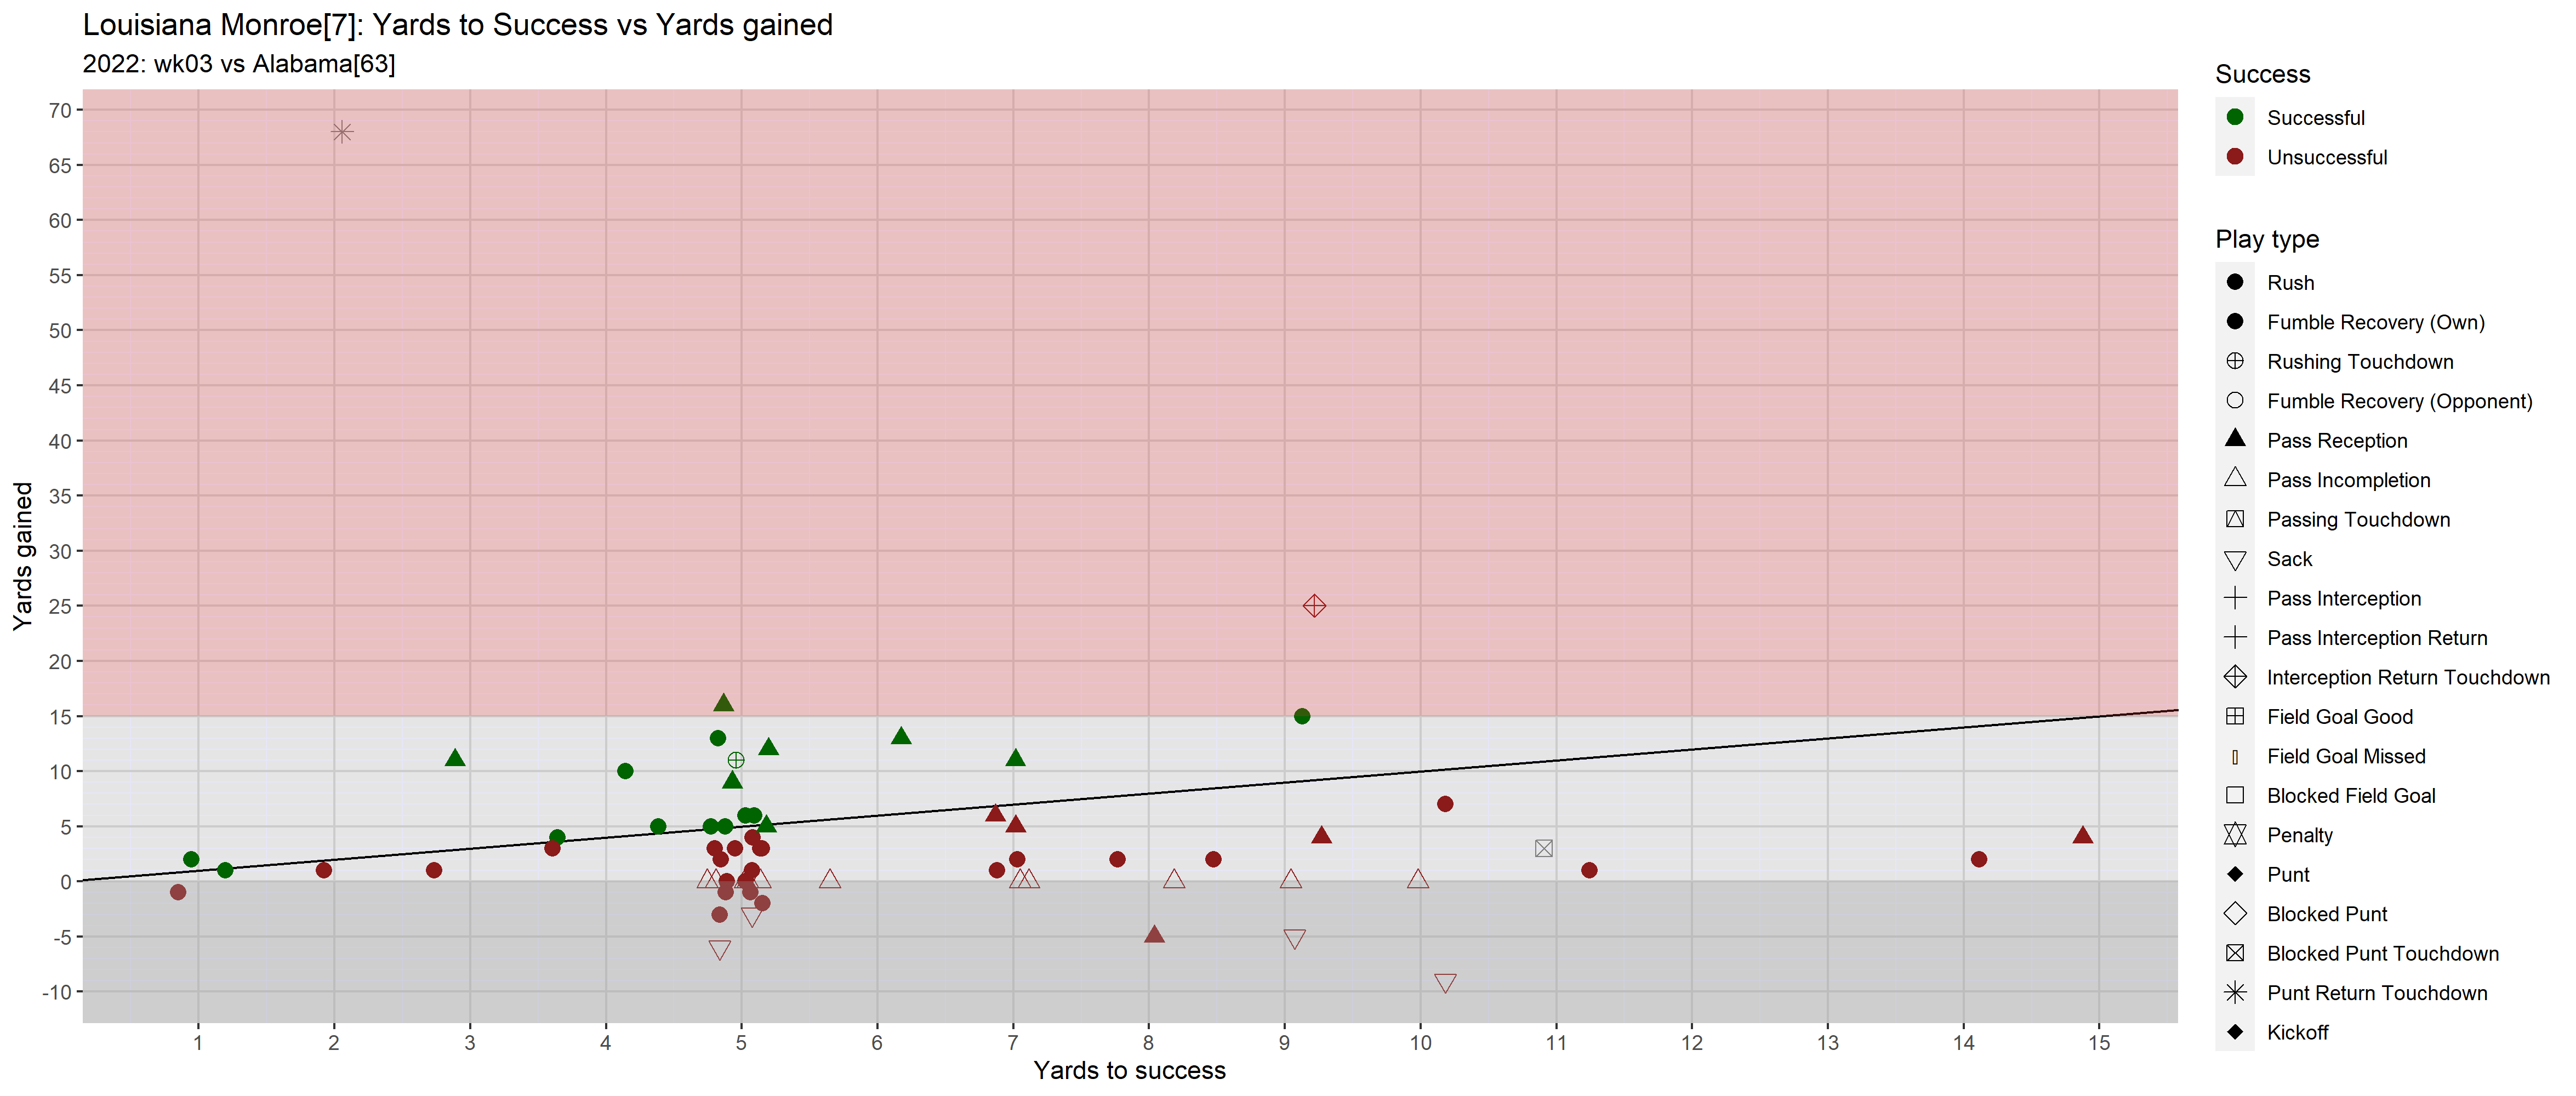 Louisiana Monroe[7]: Yards to Success vs Yards gained
2022: wk03 vs Alabama[63]
Yards gained
70
65
60
55
50
45
40
35
30
25
20
15
10
5
0
-5
-10
1 2 3 4 5 6 7 8 9 10 11 12 13 14 15
Yards to success
Success
Successful
Unsuccessful
Play type
Rush
Fumble Recovery (Own)
Rushing Touchdown
Fumble Recovery (Opponent)
Pass Reception
Pass Incompletion
Passing Touchdown
Sack
Pass Interception
Pass Interception Return
Interception Return Touchdown
Field Goal Good
Field Goal Missed
Blocked Field Goal
Penalty
Punt
Blocked Punt
Blocked Punt Touchdown
Punt Return Touchdown
Kickoff